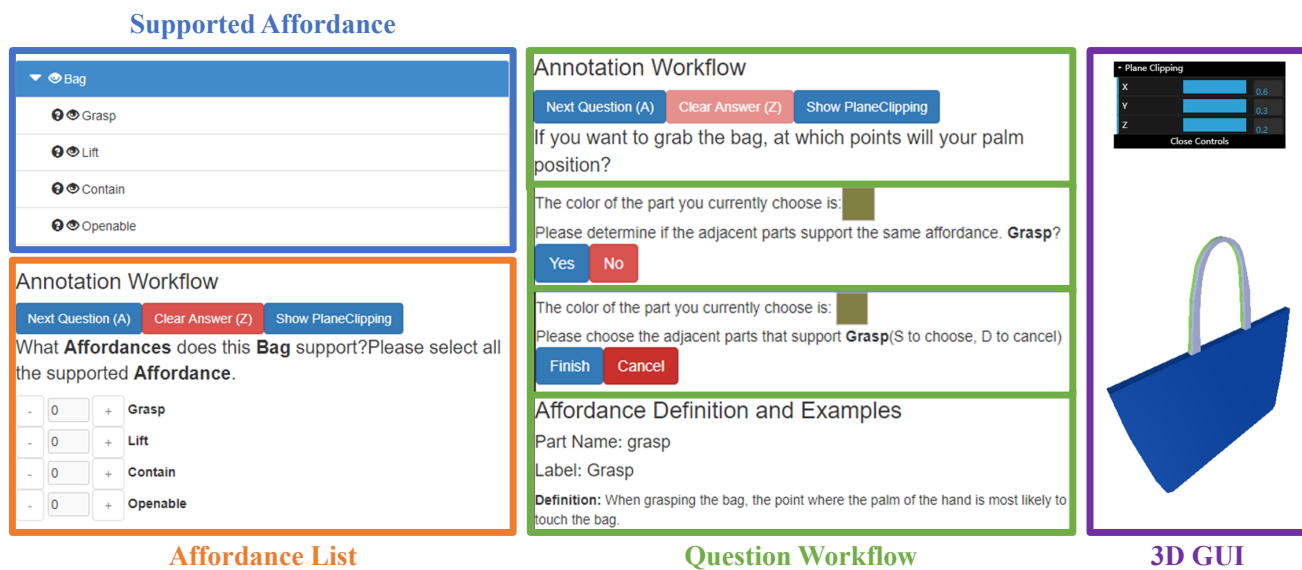 Supported Affordance
Bag
Grasp
Lift
Contain
Openable
Annotation Workflow
Next Question (A) Clear Answer (Z) Show PlaneClipping
What Affordances does this Bag support?Please select all
the supported Affordance.
- 0 + Grasp
- 0 + Lift
- 0 + Contain
- 0 + Openable
Affordance List
Annotation Workflow
Next Question (A) Clear Answer (Z) Show PlaneClipping
If you want to grab the bag, at which points will your palm
position?
The color of the part you currently choose is:
Please determine if the adjacent parts support the same affordance. Grasp?
Yes No
The color of the part you currently choose is:
Please choose the adjacent parts that support Grasp(S to choose, D to cancel)
Finish Cancel
Affordance Definition and Examples
Part Name: grasp
Label: Grasp
Definition: When grasping the bag, the point where the palm of the hand is most likely to
touch the bag.
Question Workflow
Plane Clipping
X 0.6
Y 0.3
Z 0.2
Close Controls
3D GUI